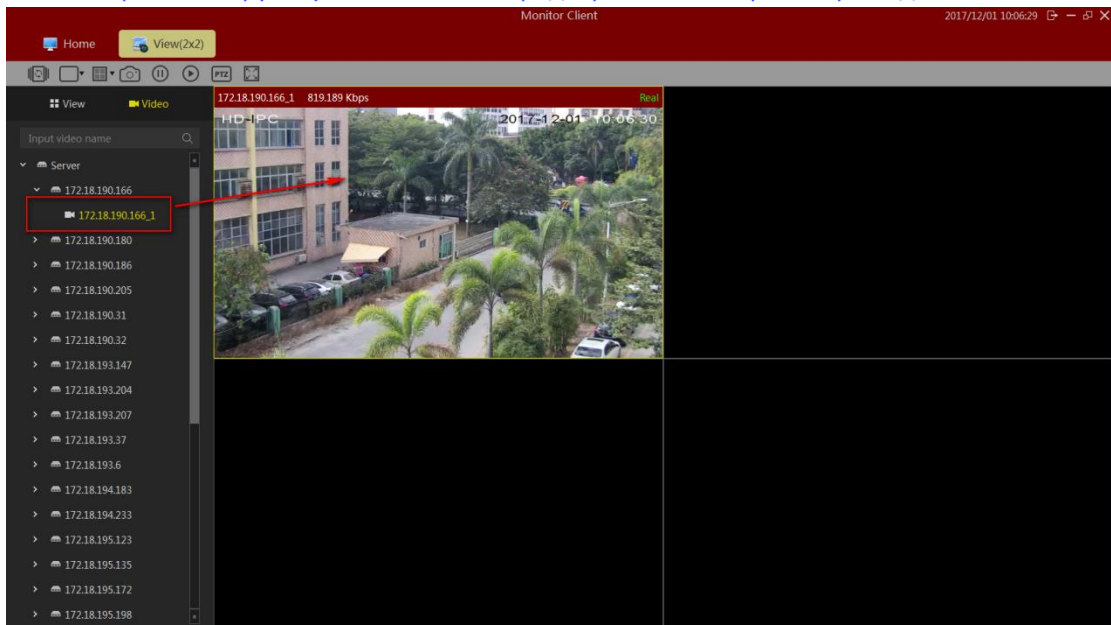 Monitor Client
2017/12/01 10:06:29
Home
View(2x2)
PTZ
View
Video
172.18.190.166_1 819.189 Kbps Real
HD-IPC
2017-12-01 10:06:30
Input video name
Server
172.18.190.166
172.18.190.166_1
172.18.190.180
172.18.190.186
172.18.190.205
172.18.190.31
172.18.190.32
172.18.193.147
172.18.193.204
172.18.193.207
172.18.193.37
172.18.193.6
172.18.194.183
172.18.194.233
172.18.195.123
172.18.195.135
172.18.195.172
172.18.195.198